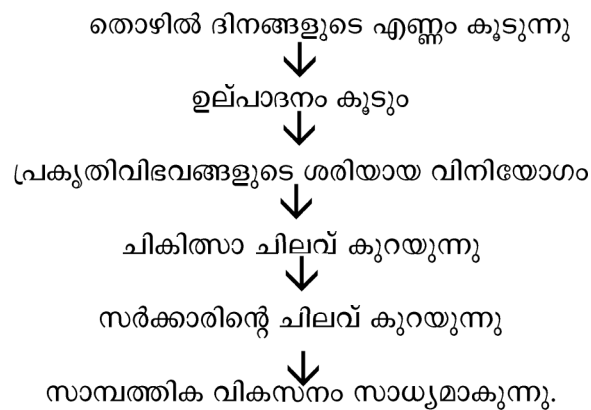 തൊഴിൽ ദിനങ്ങളുടെ എണ്ണം കൂടുന്നു
ഉല്പാദനം കൂടും
പ്രകൃതിവിഭവങ്ങളുടെ ശരിയായ വിനിയോഗം
ചികിത്സാ ചിലവ് കുറയുന്നു
സർക്കാരിന്റെ ചിലവ് കുറയുന്നു
സാമ്പത്തിക വികസനം സാധ്യമാകുന്നു.